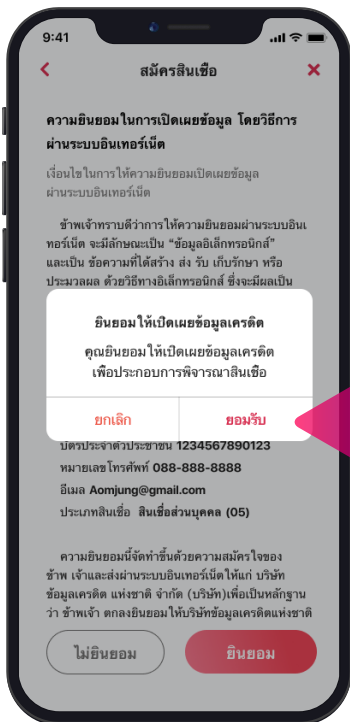 9:41
สมัครสินเชื่อ
ความยินยอมในการเปิดเผยข้อมูล โดยวิธีการ
ผ่านระบบอินเทอร์เน็ต
เงื่อนไขในการให้ความยินยอมเปิดเผยข้อมูล
ผ่านระบบอินเทอร์เน็ต
ข้าพเจ้าทราบดีว่าการให้ความยินยอมผ่านระบบอินเ
ทอร์เน็ต จะมีลักษณะเป็น “ข้อมูลอิเล็กทรอนิกส์”
และเป็น ข้อความที่ได้สร้าง ส่ง รับ เก็บรักษา หรือ
ประมวลผล ด้วยวิธีทางอิเล็กทรอนิกส์ ซึ่งจะมีผลเป็น
ยินยอมให้เปิดเผยข้อมูลเครดิต
คุณยินยอมให้เปิดเผยข้อมูลเครดิต
เพื่อประกอบการพิจารณาสินเชื่อ
ยกเลิก
ยอมรับ
บัตรประจำตัวประชาชน 1234567890123
หมายเลขโทรศัพท์ 088-888-8888
อีเมล Aomjung@gmail.com
ประเภทสินเชื่อ สินเชื่อส่วนบุคคล (05)
ความยินยอมนี้จัดทำขึ้นด้วยความสมัครใจของ
ข้าพ เจ้าและส่งผ่านระบบอินเทอร์เน็ตให้แก่ บริษัท
ข้อมูลเครดิต แห่งชาติ จำกัด (บริษัท)เพื่อเป็นหลักฐาน
ว่า ข้าพเจ้า ตกลงยินยอมให้บริษัทข้อมูลเครดิตแห่งชาติ
ไม่ยินยอม
ยินยอม